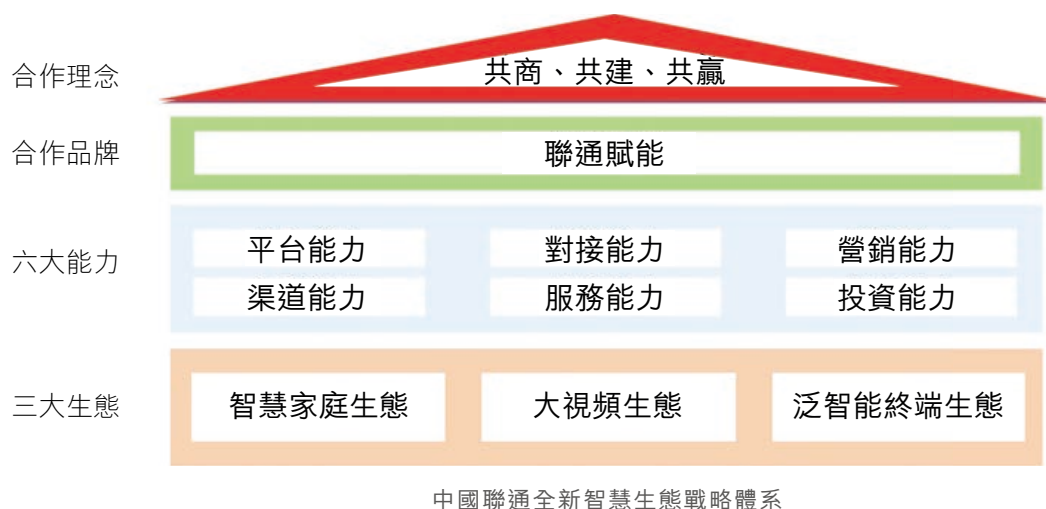 合作理念
共商、共建、共贏
合作品牌
聯通賦能
六大能力
平台能力 對接能力 營銷能力
渠道能力 服務能力 投資能力
三大生態
智慧家庭生態 大視頻生態 泛智能終端生態
中國聯通全新智慧生態戰略體系